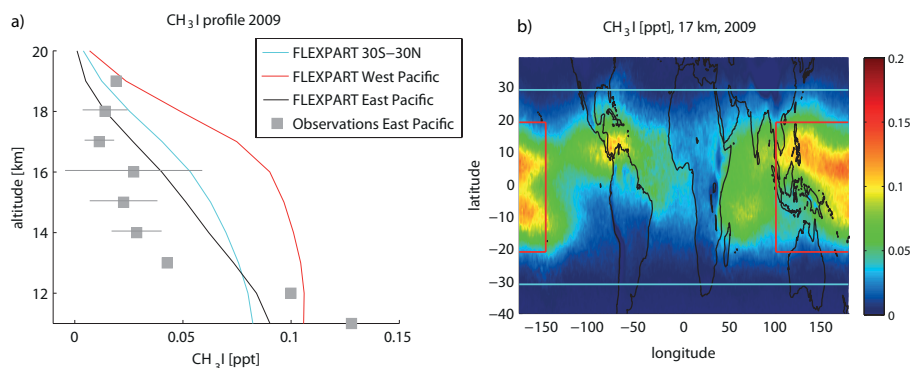 a)
CH3I profile 2009
20
18
16
14
12
altitude [km]
0
0.05
0.1
0.15
CH3I [ppt]
FLEXPART 30S−30N
FLEXPART West Pacific
FLEXPART East Pacific
Observations East Pacific
b)
CH3I [ppt], 17 km, 2009
30
20
10
0
−10
−20
−30
−40
latitude
−150
−100
−50
0
50
100
150
longitude
0.2
0.15
0.1
0.05
0